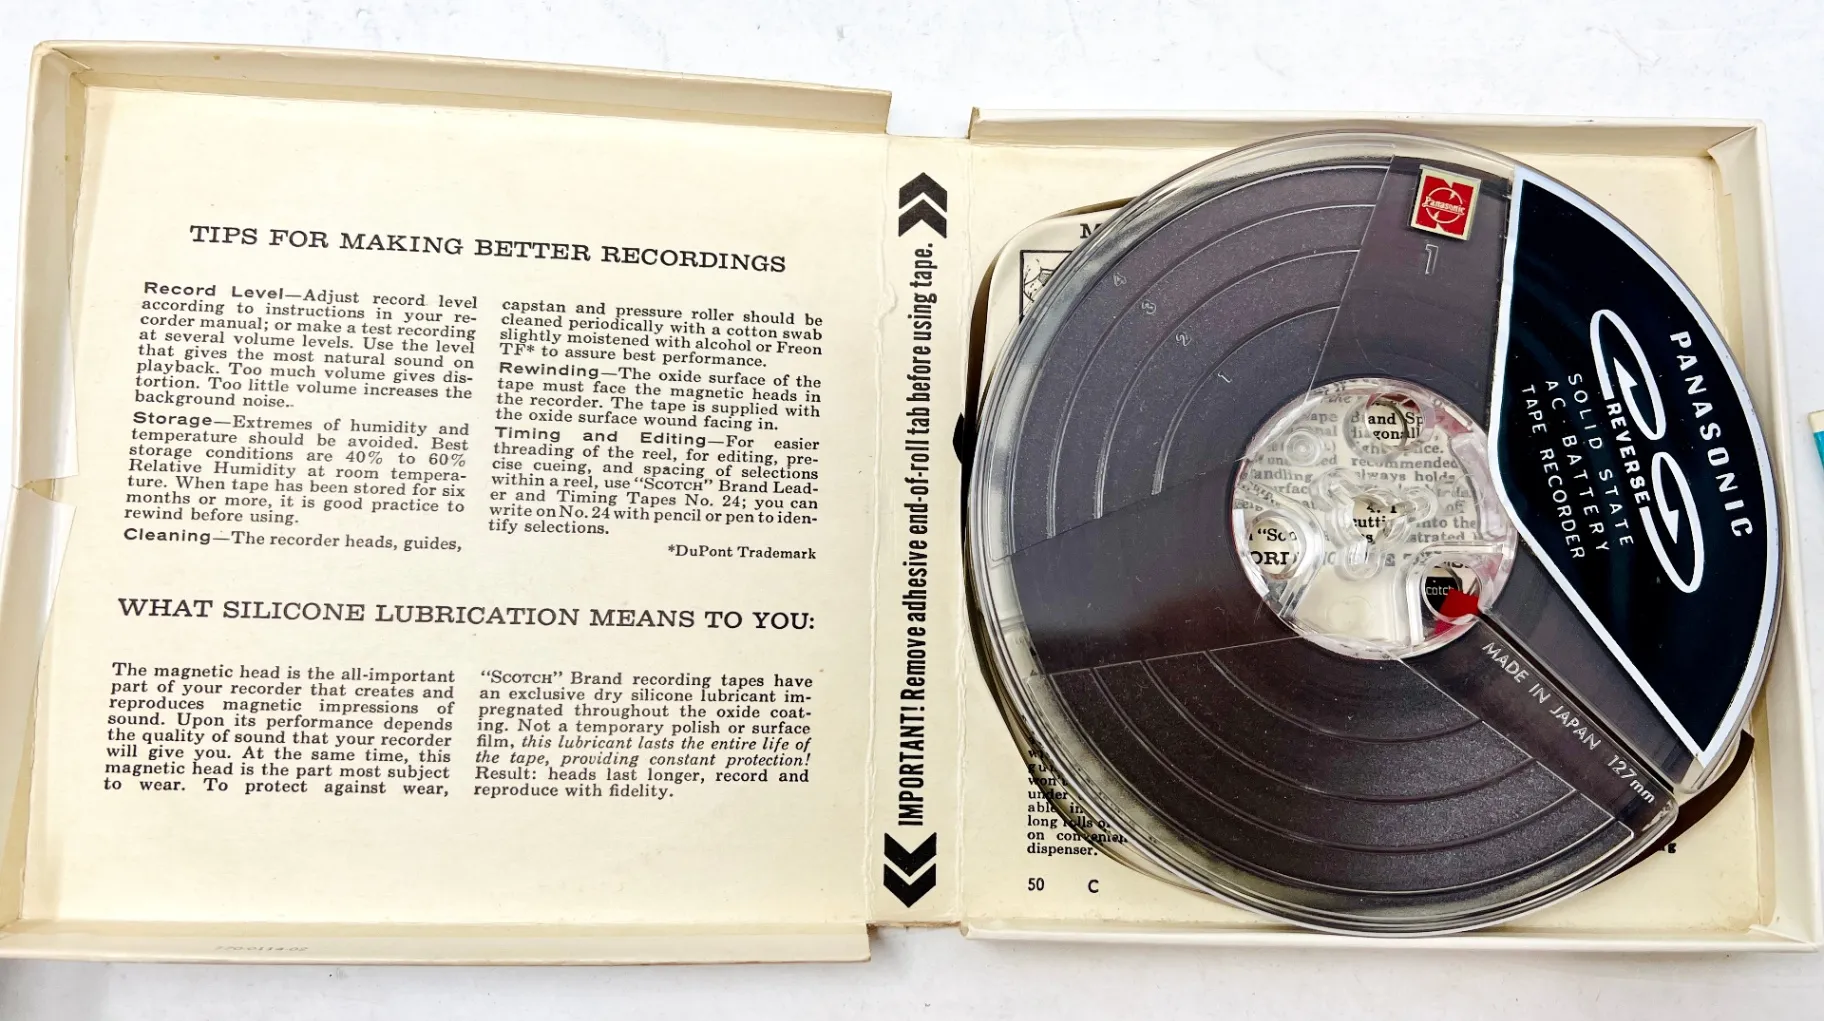 TIPS FOR MAKING BETTER RECORDINGS
Record Level—Adjust record level
according to instructions in your re-
corder manual; or make a test recording
at several volume levels. Use the level
that gives the most natural sound on
playback. Too much volume gives dis-
tortion. Too little volume increases the
background noise.
Storage—Extremes of humidity and
temperature should be avoided. Best
storage conditions are 40% to 60%
Relative Humidity at room tempera-
ture. When tape has been stored for six
months or more, it is good practice to
rewind before using.
Cleaning—The recorder heads, guides,
capstan and pressure roller should be
cleaned periodically with a cotton swab
slightly moistened with alcohol or Freon
TF* to assure best performance.
Rewinding—The oxide surface of the
tape must face the magnetic heads in
the recorder. The tape is supplied with
the oxide surface wound facing in.
Timing and Editing—For easier
threading of the reel, for editing, pre-
cise cueing, and spacing of selections
within a reel, use "SCOTCH" Brand Lead-
er and Timing Tapes No. 24; you can
write on No. 24 with pencil or pen to iden-
tify selections.
*DuPont Trademark
WHAT SILICONE LUBRICATION MEANS TO YOU:
The magnetic head is the all-important
part of your recorder that creates and
reproduces magnetic impressions of
sound. Upon its performance depends
the quality of sound that your recorder
will give you. At the same time, this
magnetic head is the part most subject
to wear. To protect against wear,
"SCOTCH" Brand recording tapes have
an exclusive dry silicone lubricant im-
pregnated throughout the oxide coat-
ing. Not a temporary polish or surface
film, this lubricant lasts the entire life of
the tape, providing constant protection!
Result: heads last longer, record and
reproduce with fidelity.
IMPORTANT! Remove adhesive end-of-roll tab before using tape.
Panasonic
1
4
3
2
1
PANASONIC
REVERSE
SOLID STATE
AC BATTERY
TAPE RECORDER
MADE IN JAPAN 127mm
and
recommended
always
into the
under
long rolls
on
dispenser.
50 C